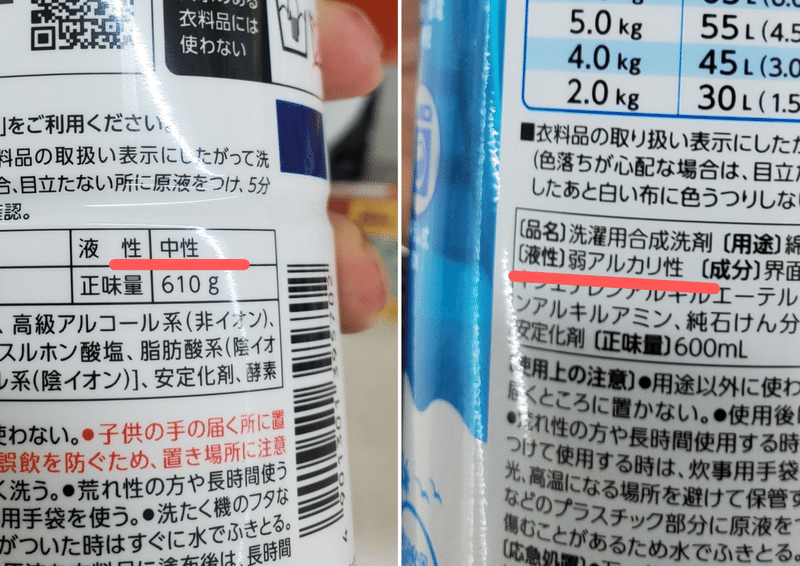 衣料品には
使わない
」をご利用ください。
料品の取扱い表示にしたがって洗
合、目立たない所に原液をつけ、5分
確認。
液 性 中性
正味量 610 g
、高級アルコール系(非イオン)、
スルホン酸塩、脂肪酸系(陰イオ
ル系(陰イオン)]、安定化剤、酵素
使わない。●子供の手の届く所に置
誤飲を防ぐため、置き場所に注意
く洗う。●荒れ性の方や長時間使う
用手袋を使う。●洗たく機のフタな
がついた時はすぐに水でふきとる。
5.0 kg 55 L (4.5
4.0 kg 45 L (3.0
2.0 kg 30 L (1.5
■衣料品の取り扱い表示にしたが
(色落ちが心配な場合は、目立た
したあと白い布に色うつりしな
[品名]洗濯用合成洗剤 [用途]綿
[液性]弱アルカリ性 [成分]界面
ンアルキルアミン、純石けん分
安定化剤 [正味量]600mL
[使用上の注意]●用途以外に使わ
届くところに置かない。●使用後は
●荒れ性の方や長時間使用する時
つけて使用する時は、炊事用手袋
光、高温になる場所を避けて保管す
などのプラスチック部分に原液を
傷むことがあるため水でふきとる。
[応急処置]